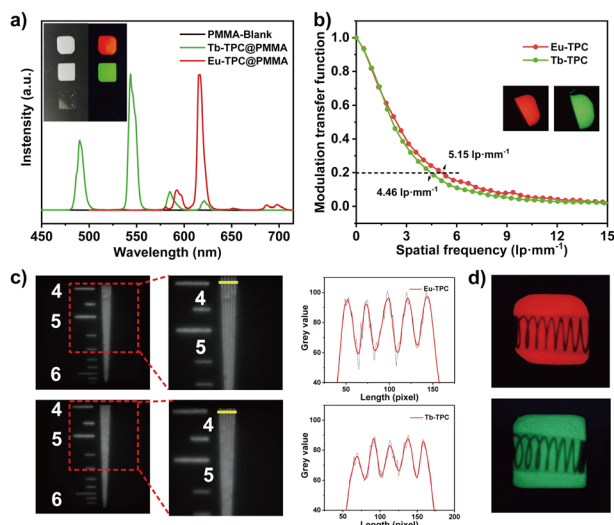 a)
PMMA-Blank
Tb-TPC@PMMA
Eu-TPC@PMMA
Instensity (a.u.)
450 500 550 600 650 700
Wavelength (nm)
b)
Modulation transfer function
1.0
0.8
0.6
0.4
0.2
0.0
Eu-TPC
Tb-TPC
5.15 lp·mm⁻¹
4.46 lp·mm⁻¹
0 3 6 9 12 15
Spatial frequency (lp·mm⁻¹)
c)
4
5
6
4
5
Grey value
100
80
60
40
Eu-TPC
50 100 150
Length (pixel)
4
5
6
4
5
Grey value
100
80
60
40
Tb-TPC
50 100 150 200
Length (pixel)
d)